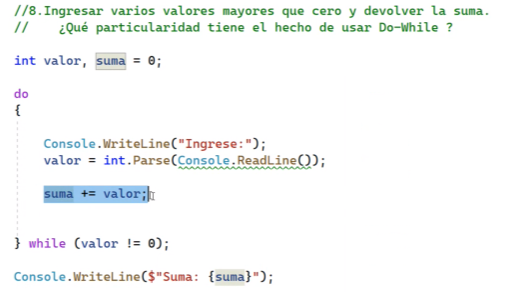 //8.Ingresar varios valores mayores que cero y devolver la suma.
// ¿Qué particularidad tiene el hecho de usar Do-While ?
int valor, suma = 0;
do
{
Console.WriteLine("Ingrese:");
valor = int.Parse(Console.ReadLine());
suma += valor;
} while (valor != 0);
Console.WriteLine($"Suma: {suma}");